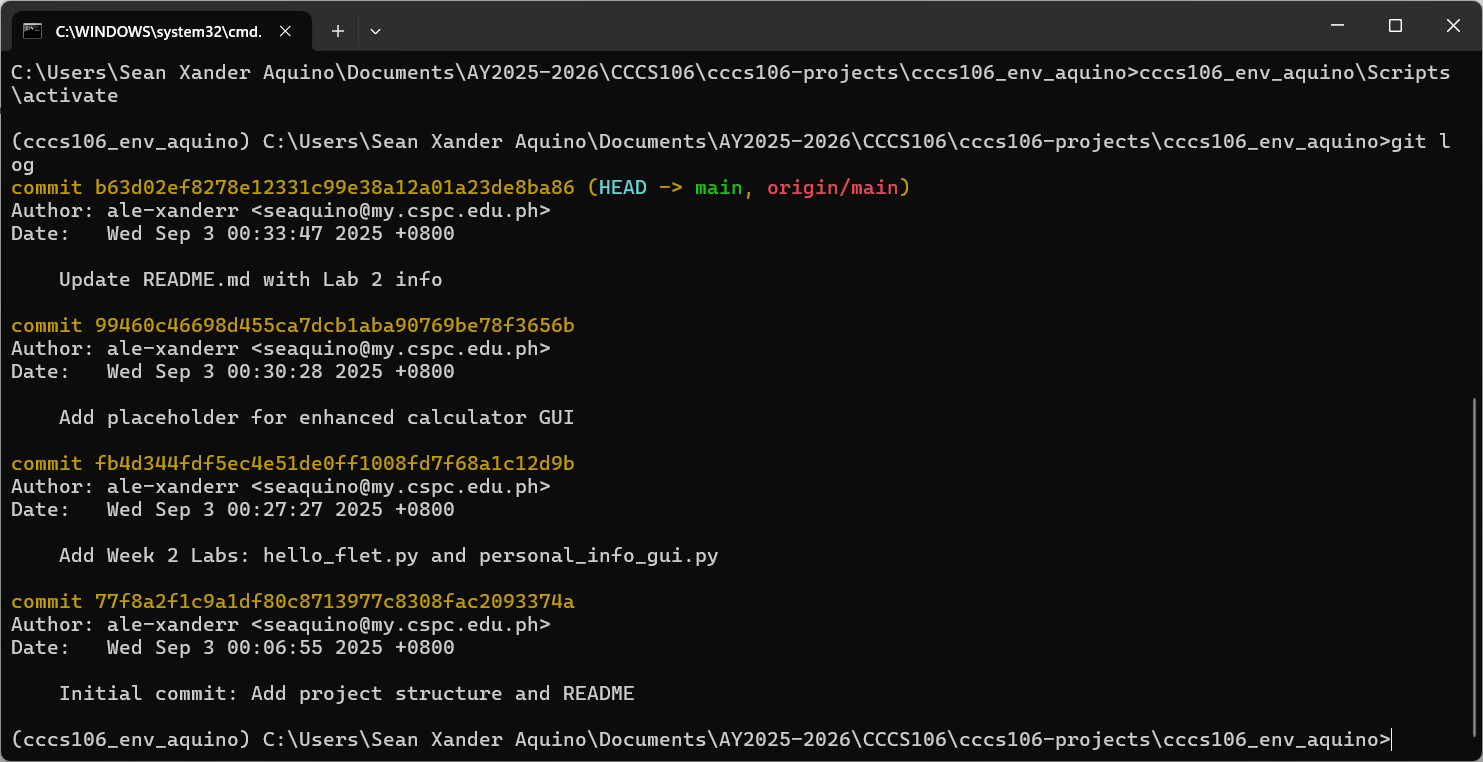 C:\WINDOWS\system32\cmd.
C:\Users\Sean Xander Aquino\Documents\AY2025-2026\CCCS106\cccs106-projects\cccs106_env_aquino>cccs106_env_aquino\Scripts
\activate
(cccs106_env_aquino) C:\Users\Sean Xander Aquino\Documents\AY2025-2026\CCCS106\cccs106-projects\cccs106_env_aquino>git l
og
commit b63d02ef8278e12331c99e38a12a01a23de8ba86 (HEAD -> main, origin/main)
Author: ale-xanderr <seaquino@my.cspc.edu.ph>
Date:   Wed Sep 3 00:33:47 2025 +0800
    Update README.md with Lab 2 info
commit 99460c46698d455ca7dcb1aba90769be78f3656b
Author: ale-xanderr <seaquino@my.cspc.edu.ph>
Date:   Wed Sep 3 00:30:28 2025 +0800
    Add placeholder for enhanced calculator GUI
commit fb4d344fdf5ec4e51de0ff1008fd7f68a1c12d9b
Author: ale-xanderr <seaquino@my.cspc.edu.ph>
Date:   Wed Sep 3 00:27:27 2025 +0800
    Add Week 2 Labs: hello_flet.py and personal_info_gui.py
commit 77f8a2f1c9a1df80c8713977c8308fac2093374a
Author: ale-xanderr <seaquino@my.cspc.edu.ph>
Date:   Wed Sep 3 00:06:55 2025 +0800
    Initial commit: Add project structure and README
(cccs106_env_aquino) C:\Users\Sean Xander Aquino\Documents\AY2025-2026\CCCS106\cccs106-projects\cccs106_env_aquino>